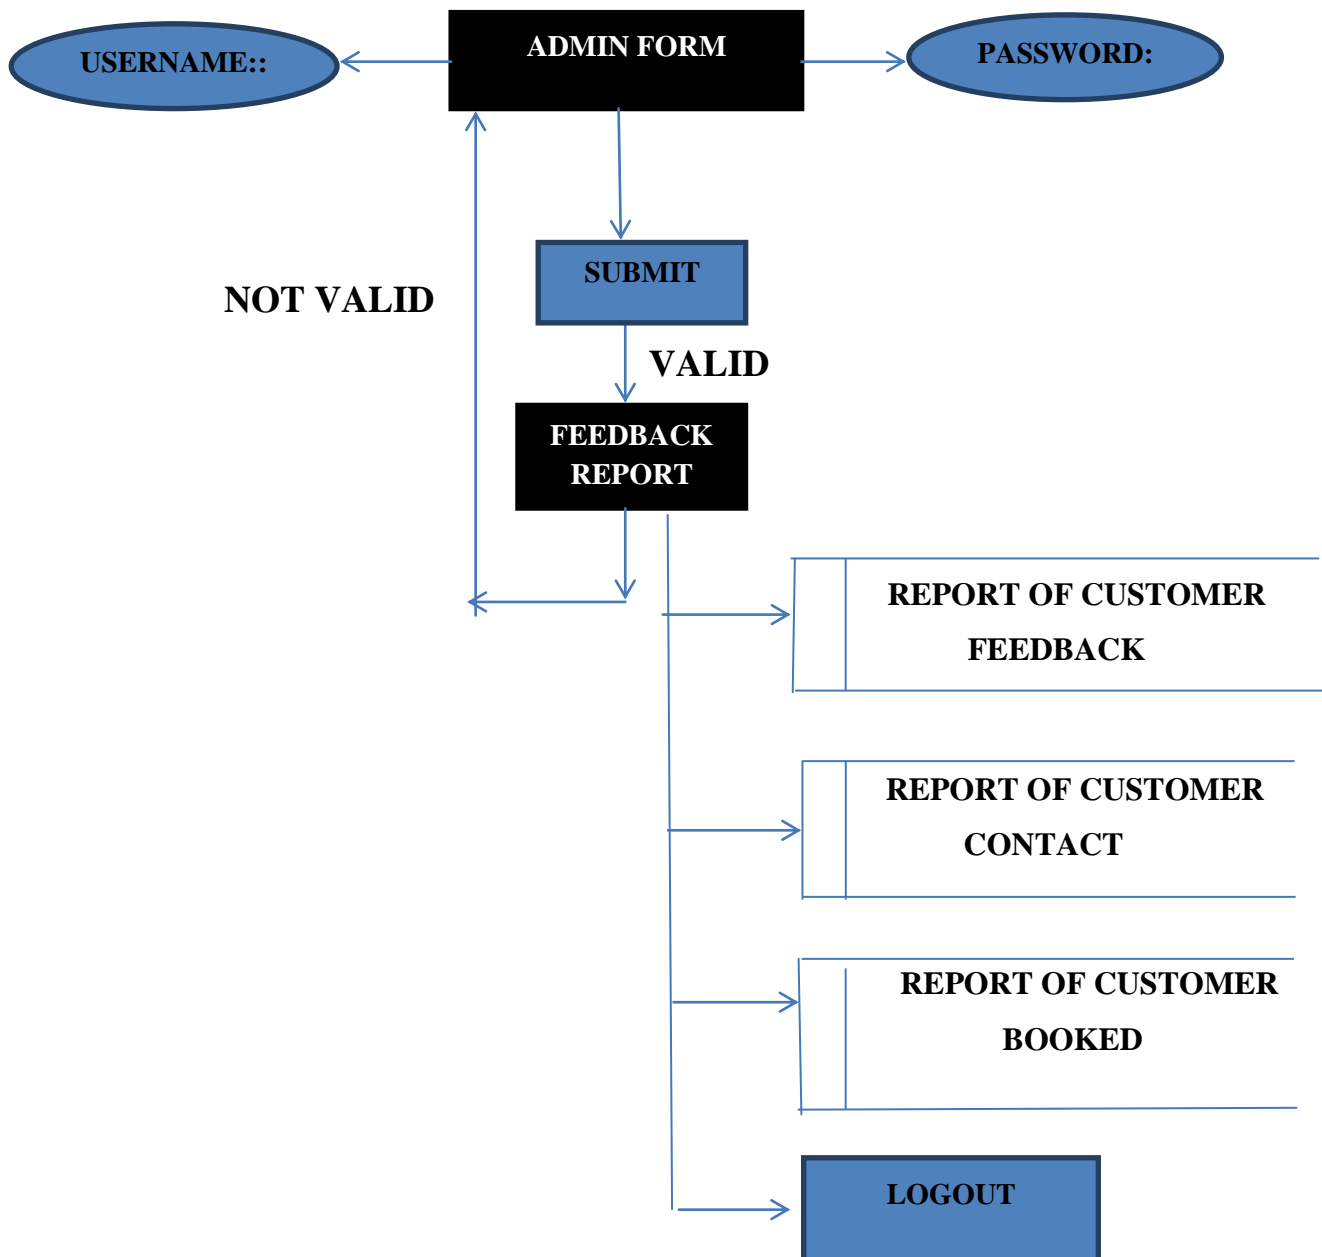 USERNAME::
ADMIN FORM
PASSWORD:
SUBMIT
NOT VALID
VALID
FEEDBACK
REPORT
REPORT OF CUSTOMER
FEEDBACK
REPORT OF CUSTOMER
CONTACT
REPORT OF CUSTOMER
BOOKED
LOGOUT